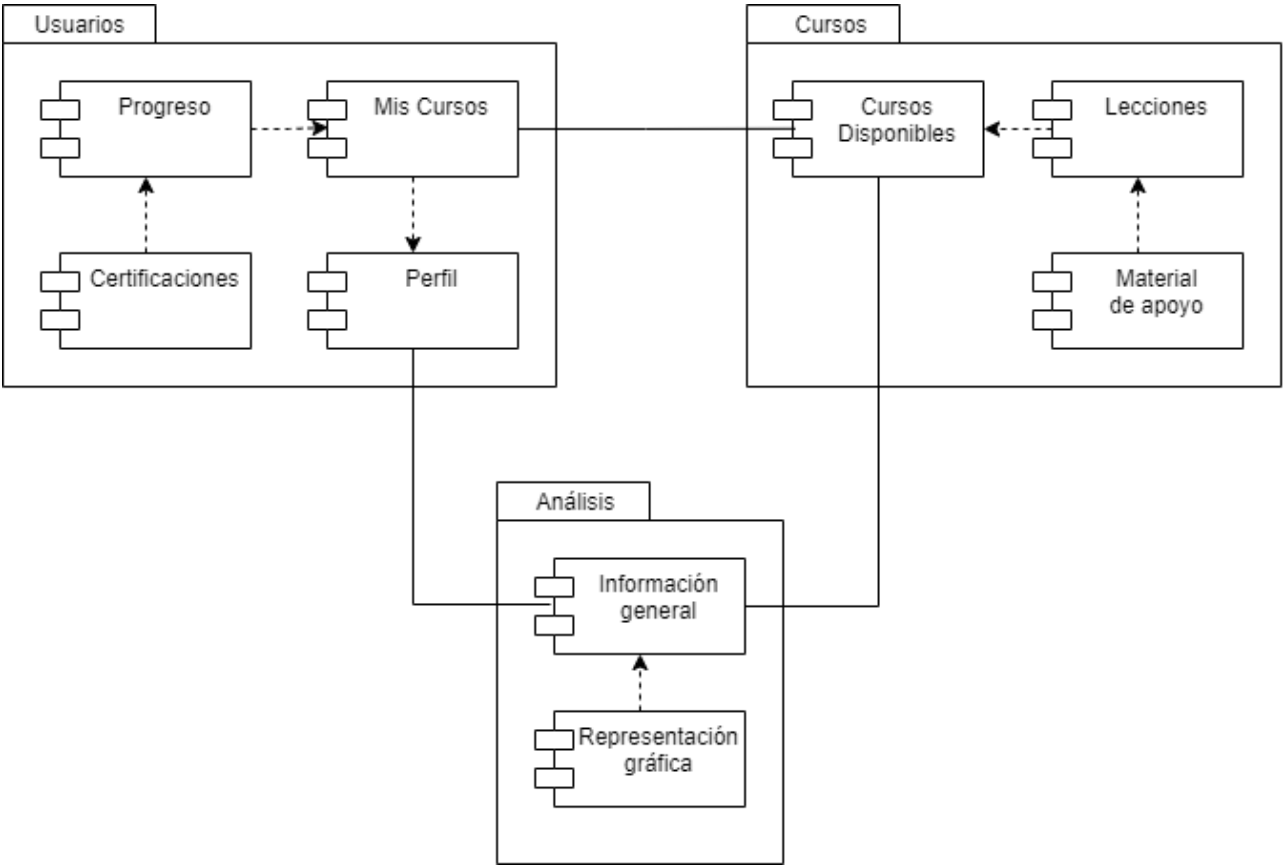 Usuarios
Progreso
Mis Cursos
Certificaciones
Perfil
Cursos
Cursos
Disponibles
Lecciones
Material
de apoyo
Análisis
Información
general
Representación
gráfica